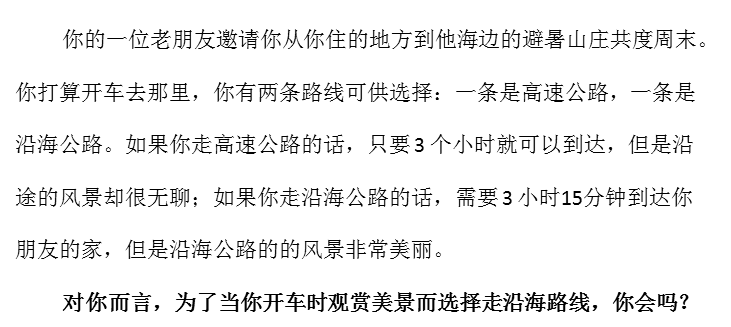 你的一位老朋友邀请你从你住的地方到他海边的避暑山庄共度周末。
你打算开车去那里，你有两条路线可供选择：一条是高速公路，一条是
沿海公路。如果你走高速公路的话，只要 3 个小时就可以到达，但是沿
途的风景却很无聊；如果你走沿海公路的话，需要 3 小时15分钟到达你
朋友的家，但是沿海公路的的风景非常美丽。
对你而言，为了当你开车时观赏美景而选择走沿海路线，你会吗？